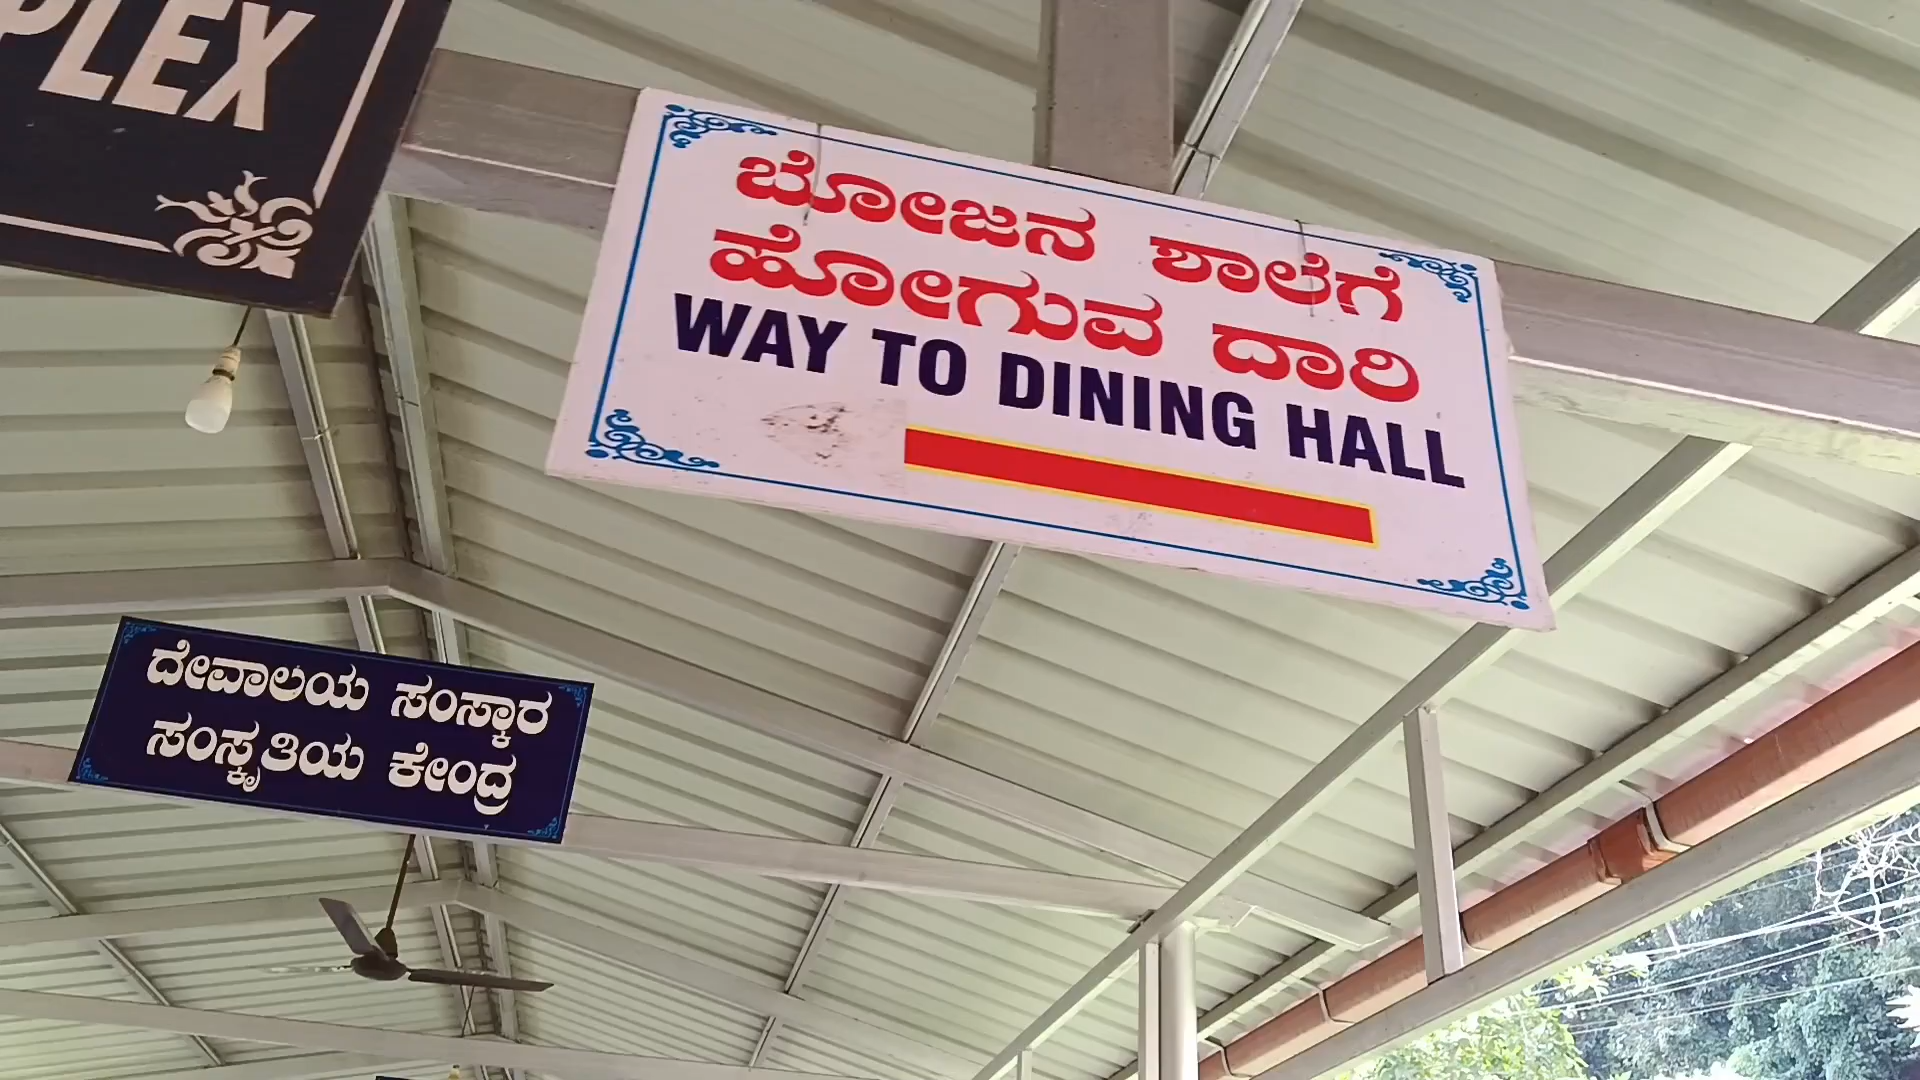 PLEX
ಬೋಜನ ಶಾಲೆಗೆ
ಹೋಗುವ ದಾರಿ
WAY TO DINING HALL
ದೇವಾಲಯ ಸಂಸ್ಕಾರ
ಸಂಸ್ಕೃತಿಯ ಕೇಂದ್ರ